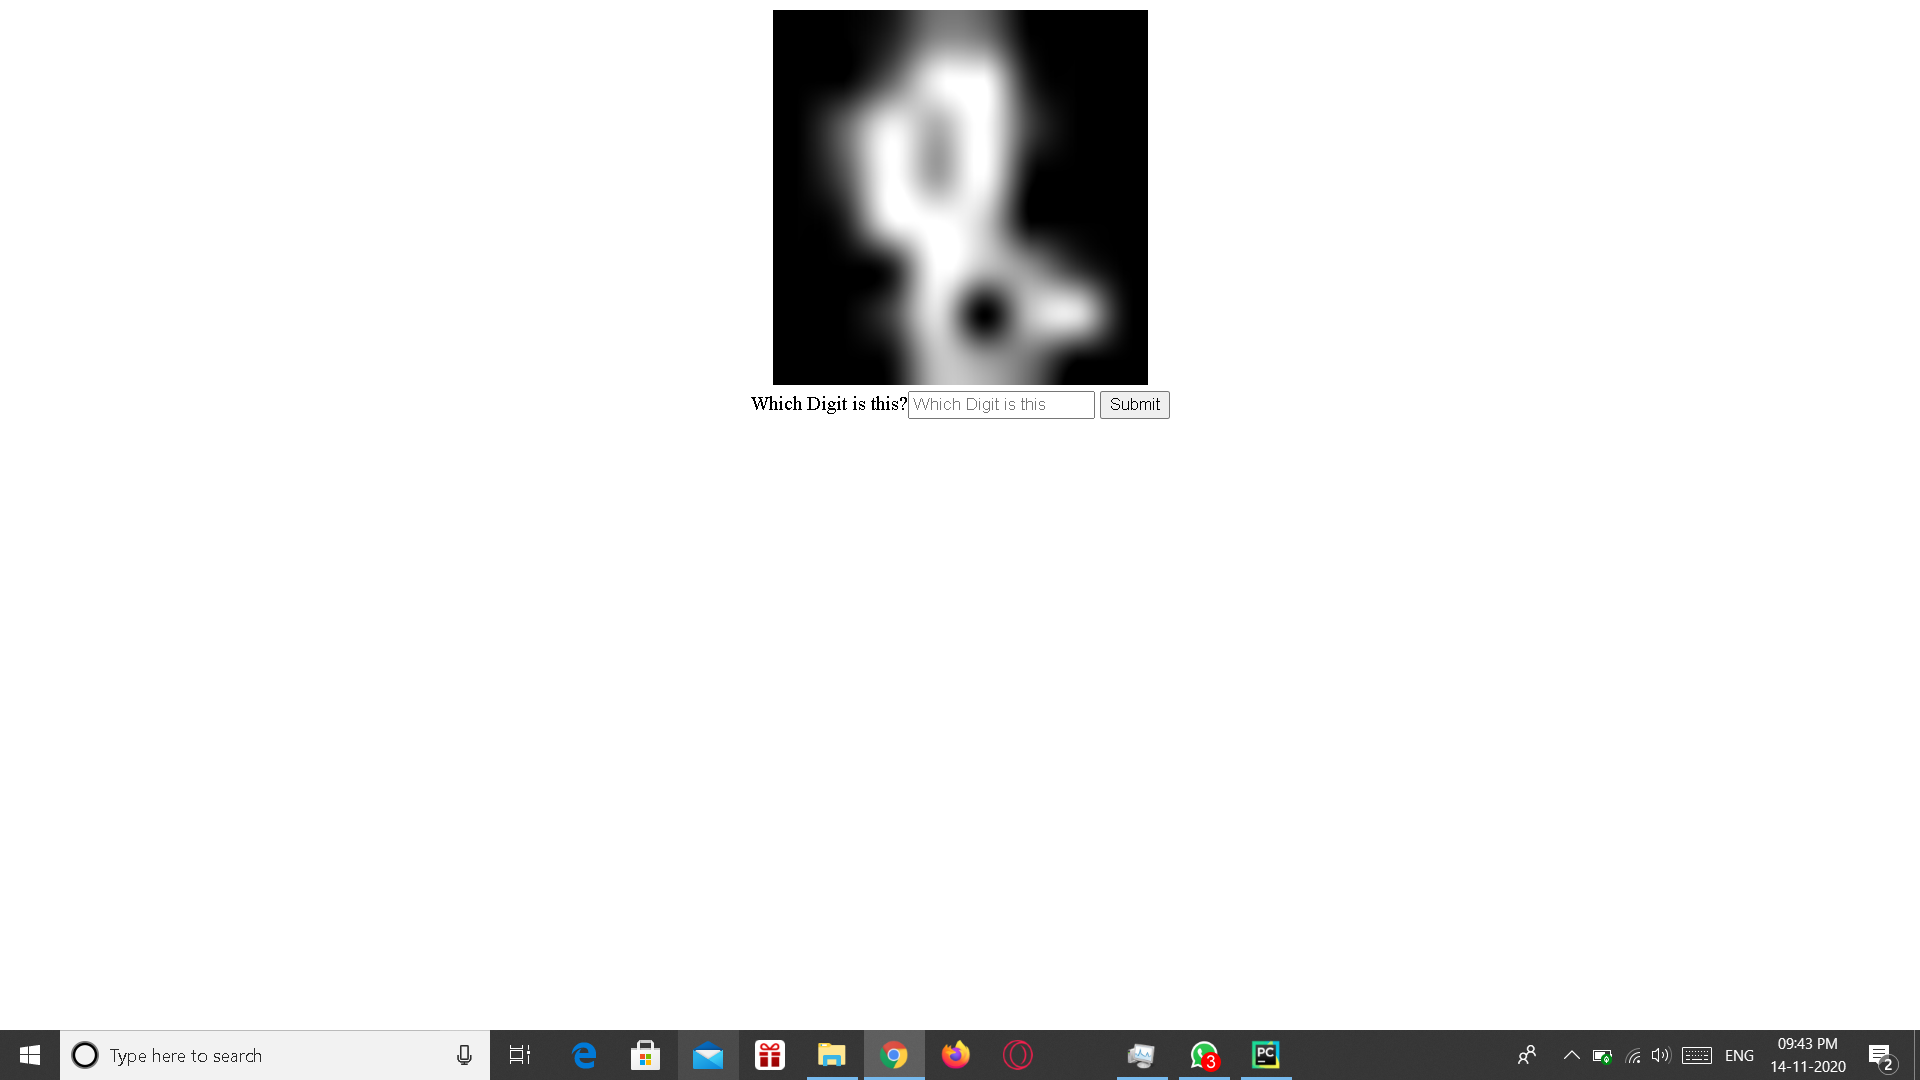 Which Digit is this? Which Digit is this Submit
Type here to search
PC
3
ENG
09:43 PM
14-11-2020
2